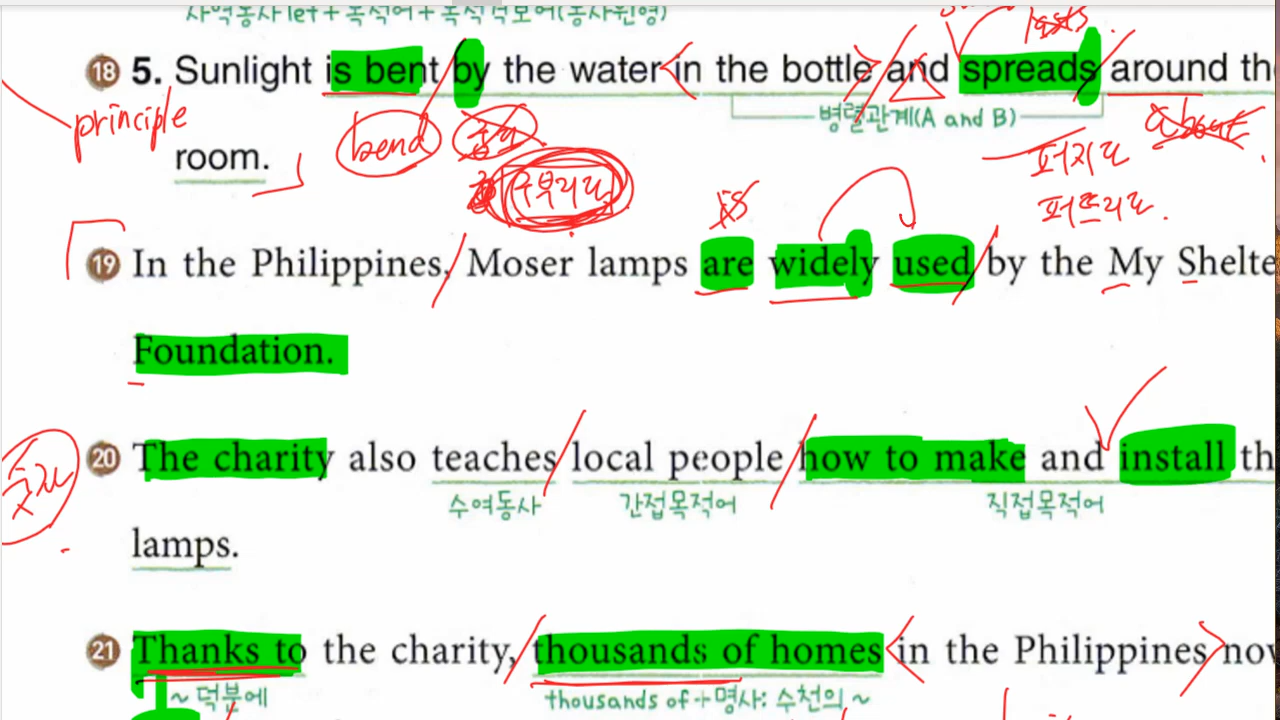 사역동사 let + 목적어 + 목적격보어(동사원형)
18 5. Sunlight is bent by the water in the bottle and spreads around the
병렬관계(A and B)
principle
bend
about
room.
구부리다
퍼지다
퍼뜨리다.
is
19 In the Philippines, Moser lamps are widely used by the My Shelte
Foundation.
20 The charity also teaches local people how to make and install th
수여동사 간접목적어 직접목적어
lamps.
21 Thanks to the charity, thousands of homes in the Philippines now
~ 덕분에 thousands of + 명사: 수천의 ~